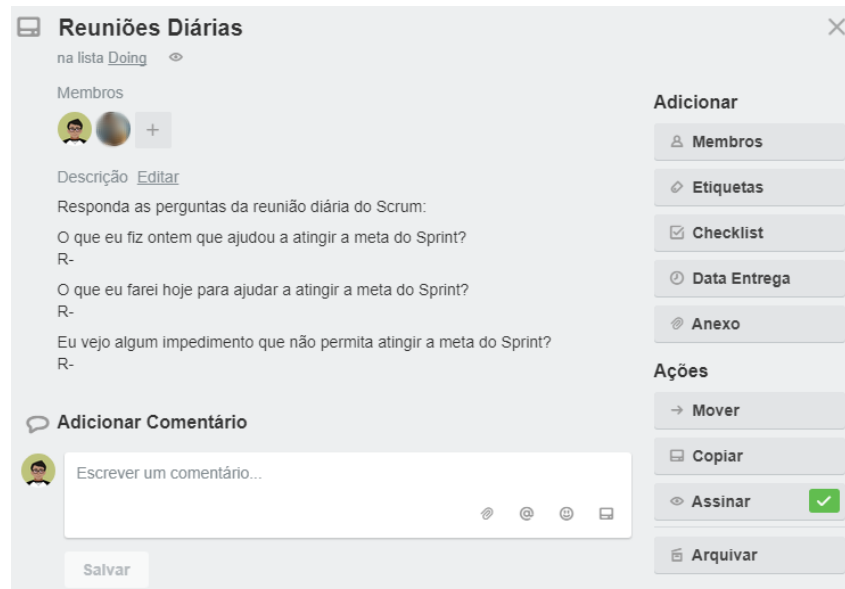 Reuniões Diárias
na lista Doing
Membros
+
Descrição Editar
Responda as perguntas da reunião diária do Scrum:
O que eu fiz ontem que ajudou a atingir a meta do Sprint?
R-
O que eu farei hoje para ajudar a atingir a meta do Sprint?
R-
Eu vejo algum impedimento que não permita atingir a meta do Sprint?
R-
Adicionar Comentário
Escrever um comentário...
@
Salvar
Adicionar
Membros
Etiquetas
Checklist
Data Entrega
Anexo
Ações
Mover
Copiar
Assinar
Arquivar